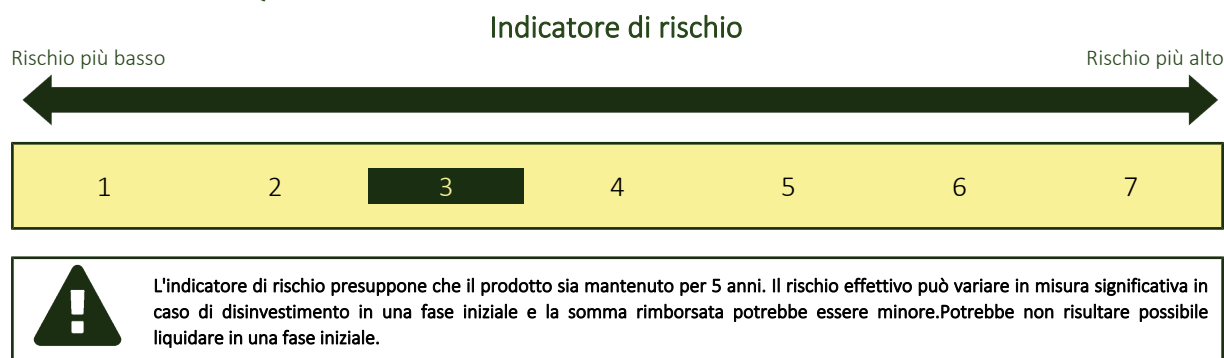 Indicatore di rischio
Rischio più basso Rischio più alto
1 2 3 4 5 6 7
L'indicatore di rischio presuppone che il prodotto sia mantenuto per 5 anni. Il rischio effettivo può variare in misura significativa in
caso di disinvestimento in una fase iniziale e la somma rimborsata potrebbe essere minore.Potrebbe non risultare possibile
liquidare in una fase iniziale.